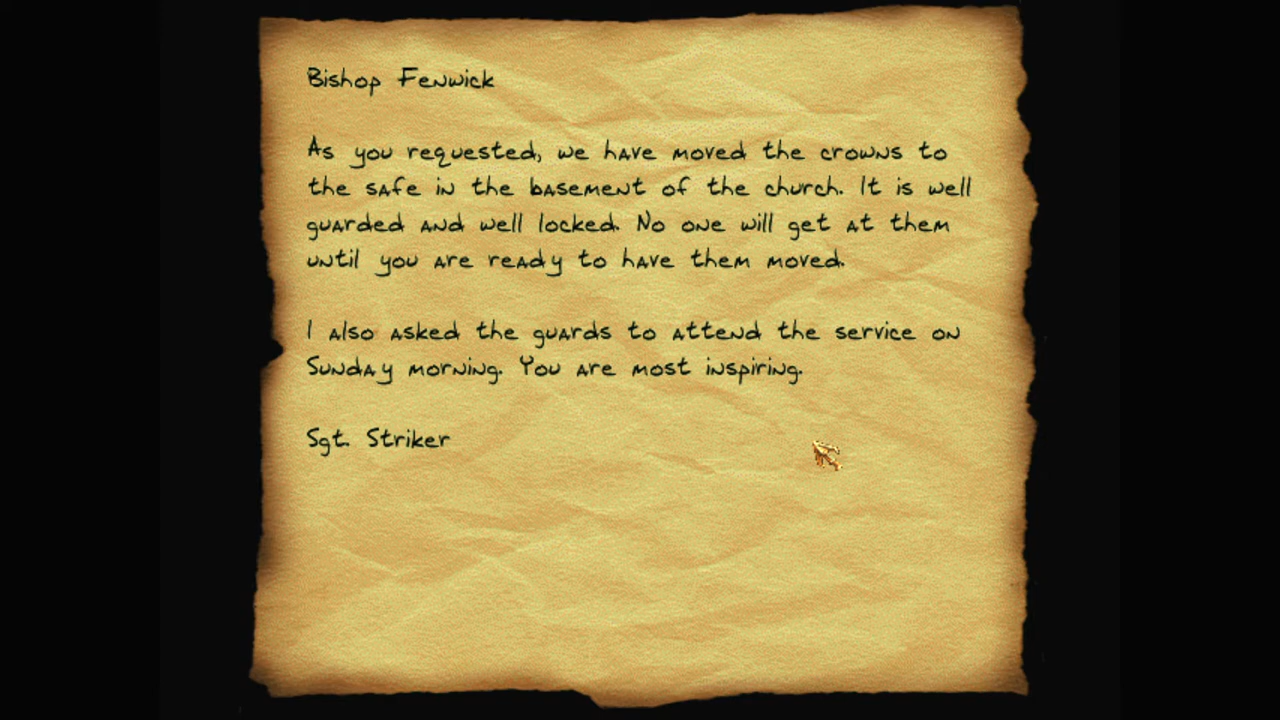 Bishop Fenwick
As you requested, we have moved the crowns to
the safe in the basement of the church. It is well
guarded and well locked. No one will get at them
until you are ready to have them moved.
I also asked the guards to attend the service on
Sunday morning. You are most inspiring.
Sgt. Striker